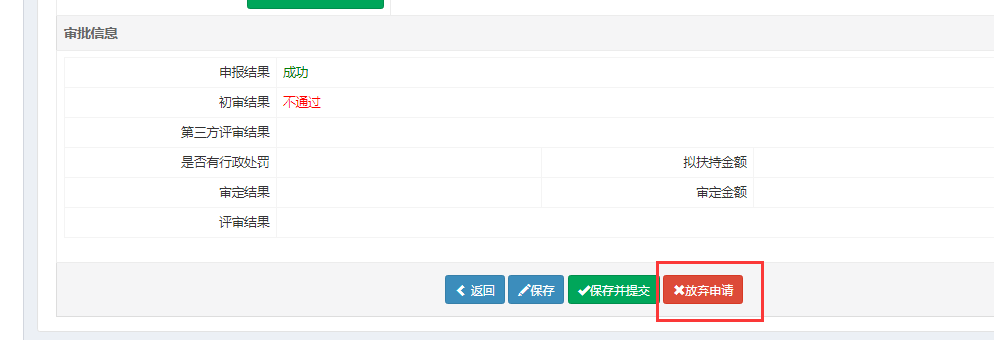 审批信息
申报结果 成功
初审结果 不通过
第三方评审结果
是否有行政处罚 拟扶持金额
审定结果 审定金额
评审结果
返回 保存 保存并提交 放弃申请